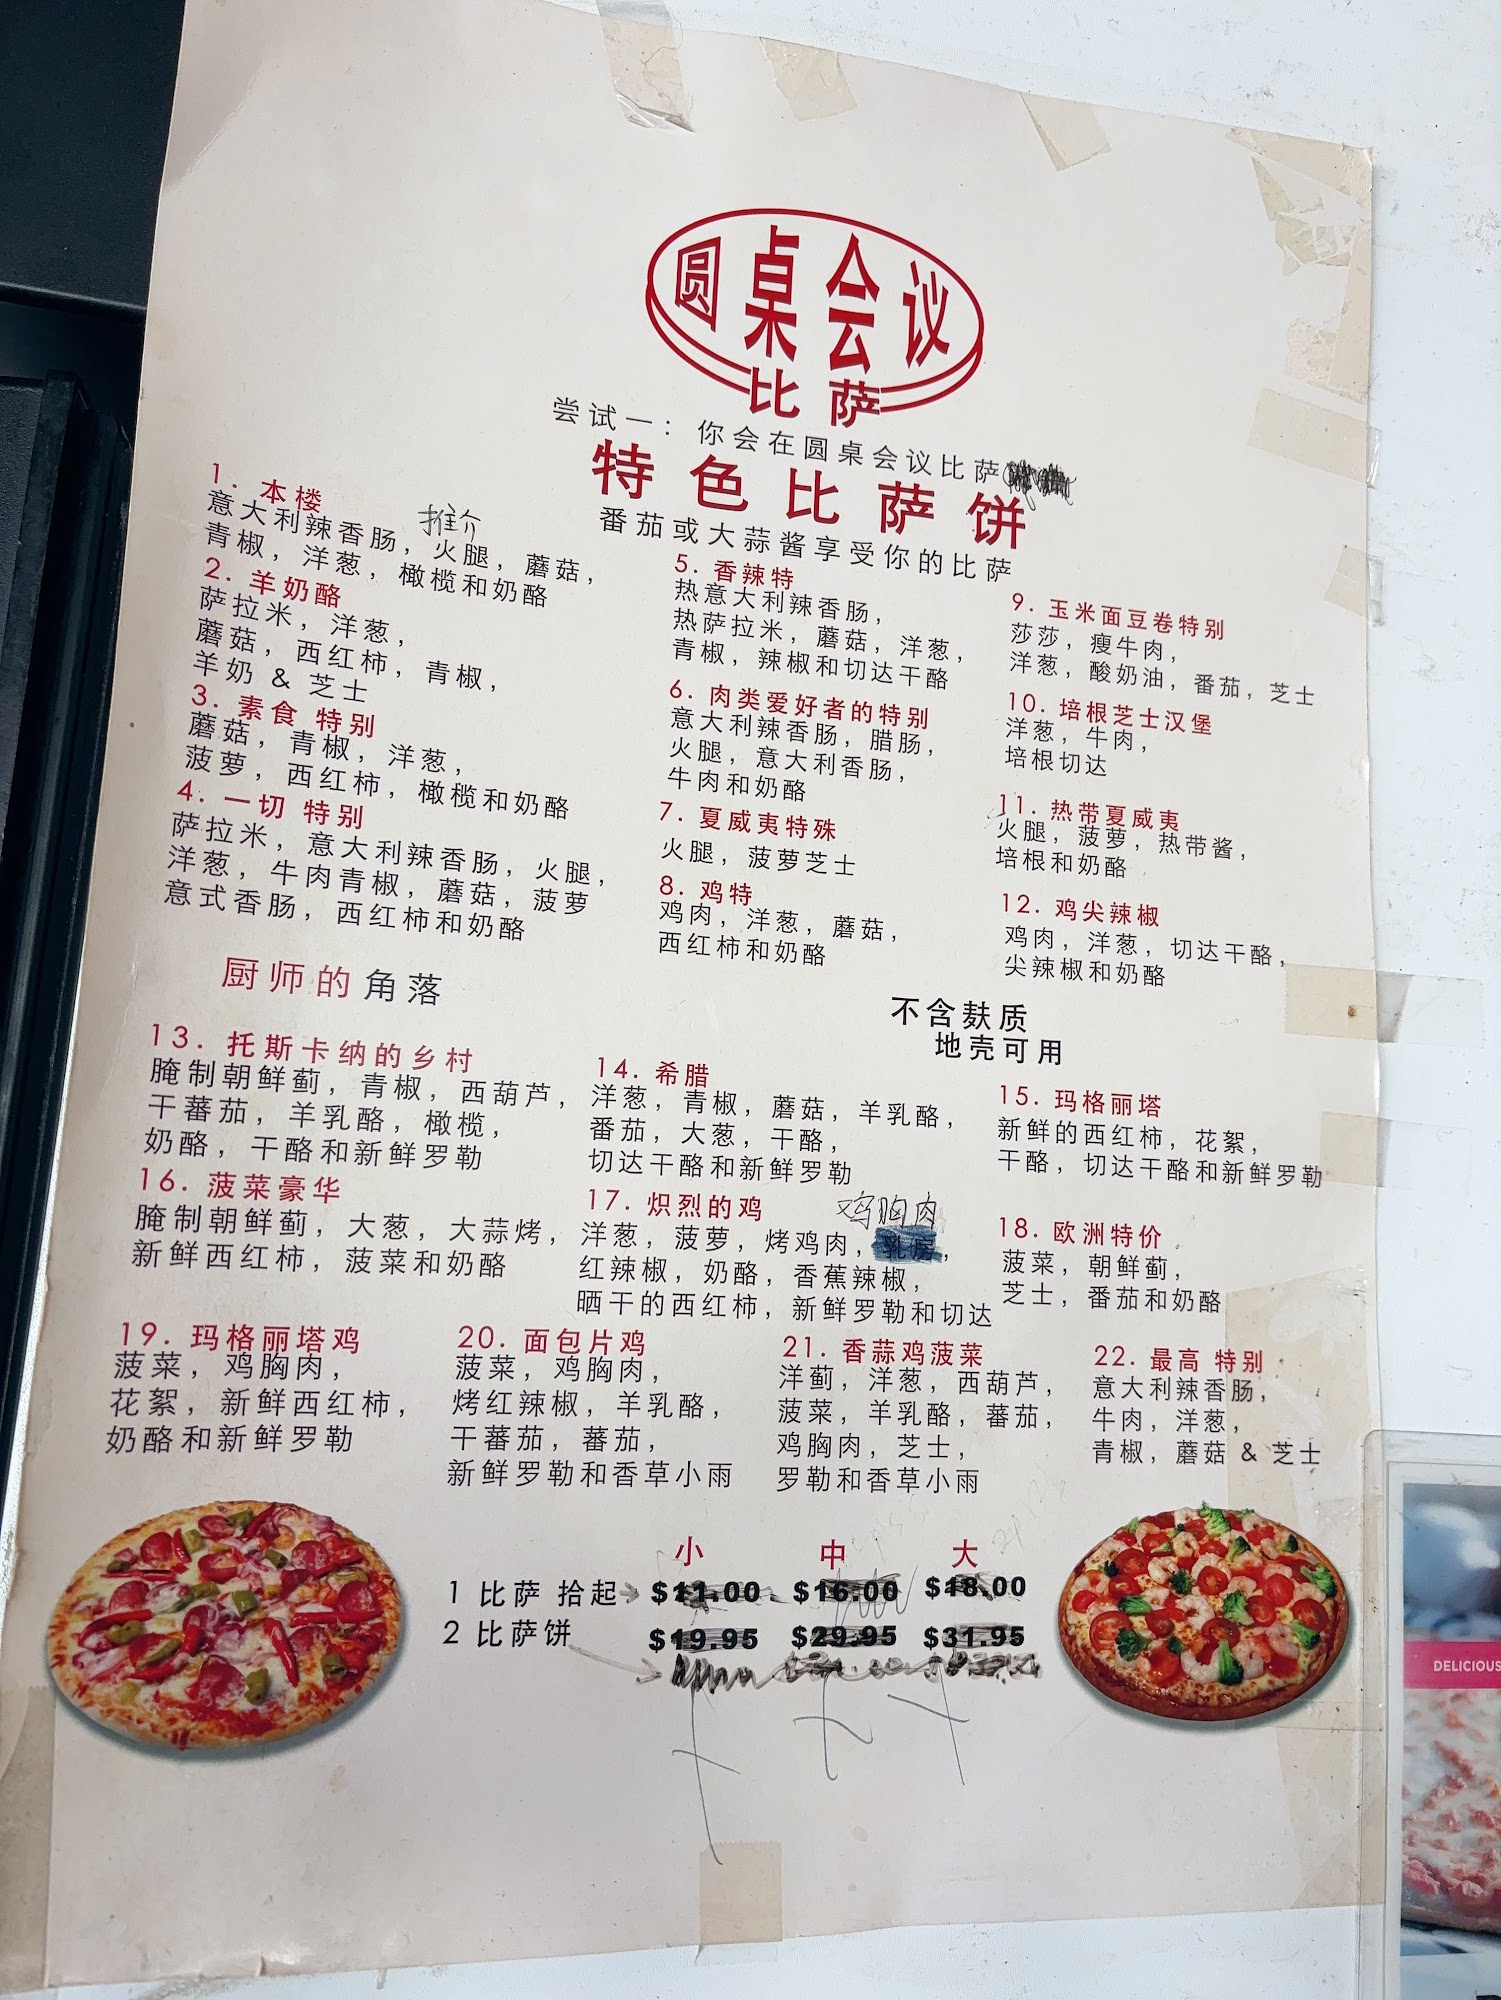 圆桌会议
比萨
尝试一：你会在圆桌会议比萨
特色比萨饼
番茄或大蒜酱享受你的比萨
1. 本楼
推介
意大利辣香肠，火腿，蘑菇，
青椒，洋葱，橄榄和奶酪
2. 羊奶酪
萨拉米，洋葱，
蘑菇，西红柿，青椒，
羊奶 & 芝士
3. 素食 特别
蘑菇，青椒，洋葱，
菠萝，西红柿，橄榄和奶酪
4. 一切 特别
萨拉米，意大利辣香肠，火腿，
洋葱，牛肉青椒，蘑菇，菠萝
意式香肠，西红柿和奶酪
5. 香辣特
热意大利辣香肠，
热萨拉米，蘑菇，洋葱，
青椒，辣椒和切达干酪
6. 肉类爱好者的特别
意大利辣香肠，腊肠，
火腿，意大利香肠，
牛肉和奶酪
7. 夏威夷特殊
火腿，菠萝芝士
8. 鸡特
鸡肉，洋葱，蘑菇，
西红柿和奶酪
9. 玉米面豆卷特别
莎莎，瘦牛肉，
洋葱，酸奶油，番茄，芝士
10. 培根芝士汉堡
洋葱，牛肉，
培根切达
11. 热带夏威夷
火腿，菠萝，热带酱，
培根和奶酪
12. 鸡尖辣椒
鸡肉，洋葱，切达干酪，
尖辣椒和奶酪
厨师的 角落
不含麸质
地壳可用
13. 托斯卡纳的乡村
腌制朝鲜蓟，青椒，西葫芦，
干蕃茄，羊乳酪，橄榄，
奶酪，干酪和新鲜罗勒
14. 希腊
洋葱，青椒，蘑菇，羊乳酪，
番茄，大葱，干酪，
切达干酪和新鲜罗勒
15. 玛格丽塔
新鲜的西红柿，花絮，
干酪，切达干酪和新鲜罗勒
16. 菠菜豪华
腌制朝鲜蓟，大葱，大蒜烤，
新鲜西红柿，菠菜和奶酪
17. 炽烈的鸡
鸡胸肉
洋葱，菠萝，烤鸡肉，乳房，
红辣椒，奶酪，香蕉辣椒，
晒干的西红柿，新鲜罗勒和切达
18. 欧洲特价
菠菜，朝鲜蓟，
芝士，番茄和奶酪
19. 玛格丽塔鸡
菠菜，鸡胸肉，
花絮，新鲜西红柿，
奶酪和新鲜罗勒
20. 面包片鸡
菠菜，鸡胸肉，
烤红辣椒，羊乳酪，
干蕃茄，蕃茄，
新鲜罗勒和香草小雨
21. 香蒜鸡菠菜
洋蓟，洋葱，西葫芦，
菠菜，羊乳酪，蕃茄，
鸡胸肉，芝士，
罗勒和香草小雨
22. 最高 特别
意大利辣香肠，
牛肉，洋葱，
青椒，蘑菇 & 芝士
小 中 大
1 比萨 拾起 $11.00 $16.00 $18.00
2 比萨饼 $19.95 $29.95 $31.95
DELICIOUS